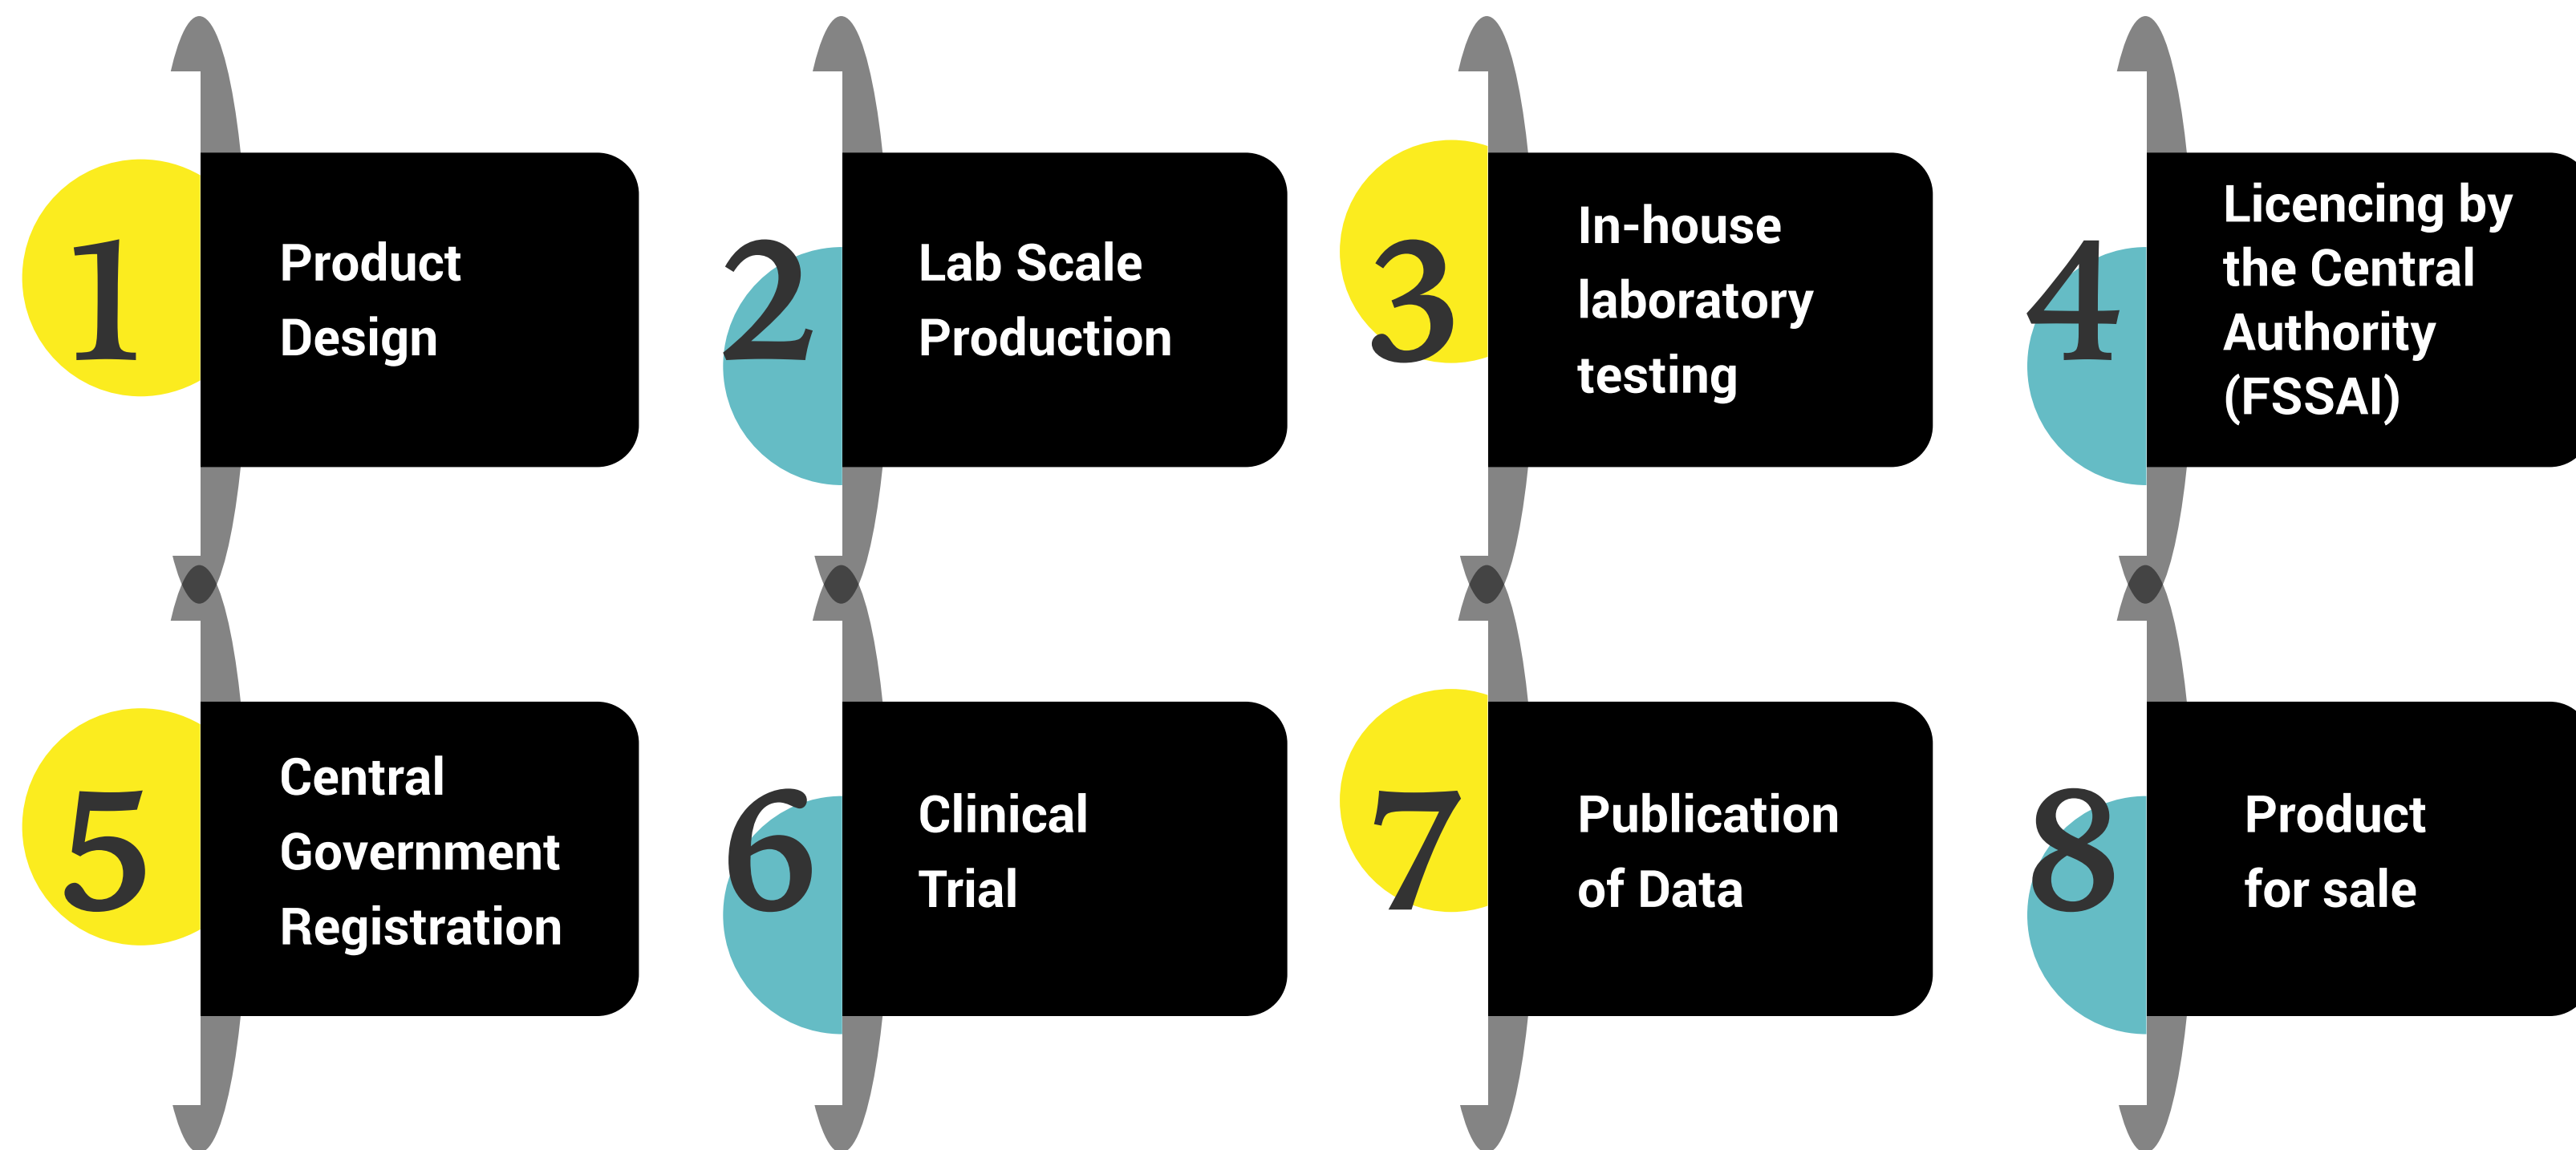 1
Product
Design
2
Lab Scale
Production
3
In-house
laboratory
testing
4
Licencing by
the Central
Authority
(FSSAI)
5
Central
Government
Registration
6
Clinical
Trial
7
Publication
of Data
8
Product
for sale